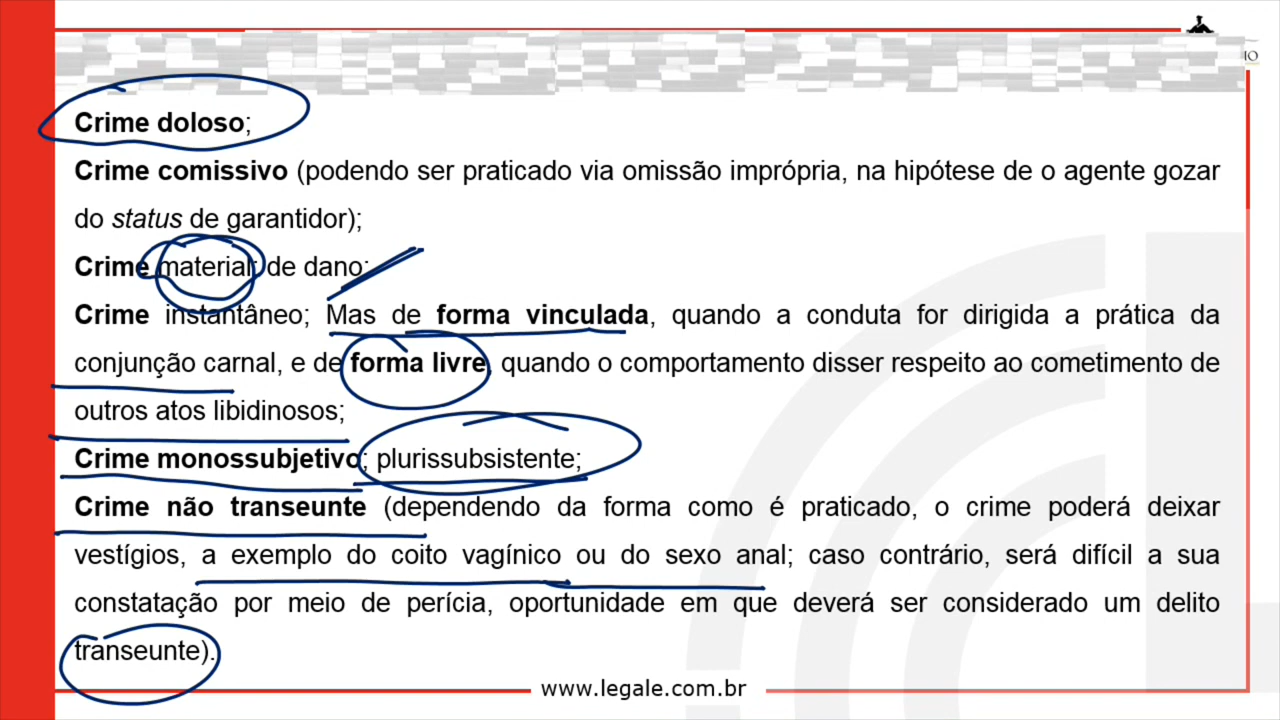 IO
Crime doloso;
Crime comissivo (podendo ser praticado via omissão imprópria, na hipótese de o agente gozar
do status de garantidor);
Crime material; de dano;
Crime instantâneo; Mas de forma vinculada, quando a conduta for dirigida a prática da
conjunção carnal, e de forma livre, quando o comportamento disser respeito ao cometimento de
outros atos libidinosos;
Crime monossubjetivo; plurissubsistente;
Crime não transeunte (dependendo da forma como é praticado, o crime poderá deixar
vestígios, a exemplo do coito vagínico ou do sexo anal; caso contrário, será difícil a sua
constatação por meio de perícia, oportunidade em que deverá ser considerado um delito
transeunte).
www.legale.com.br